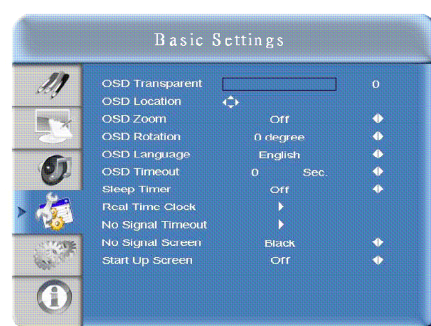 Basic Settings
OSD Transparent 0
OSD Location
OSD Zoom Off
OSD Rotation 0 degree
OSD Language English
OSD Timeout 0 Sec.
Sleep Timer Off
Real Time Clock
No Signal Timeout
No Signal Screen Black
Start Up Screen Off